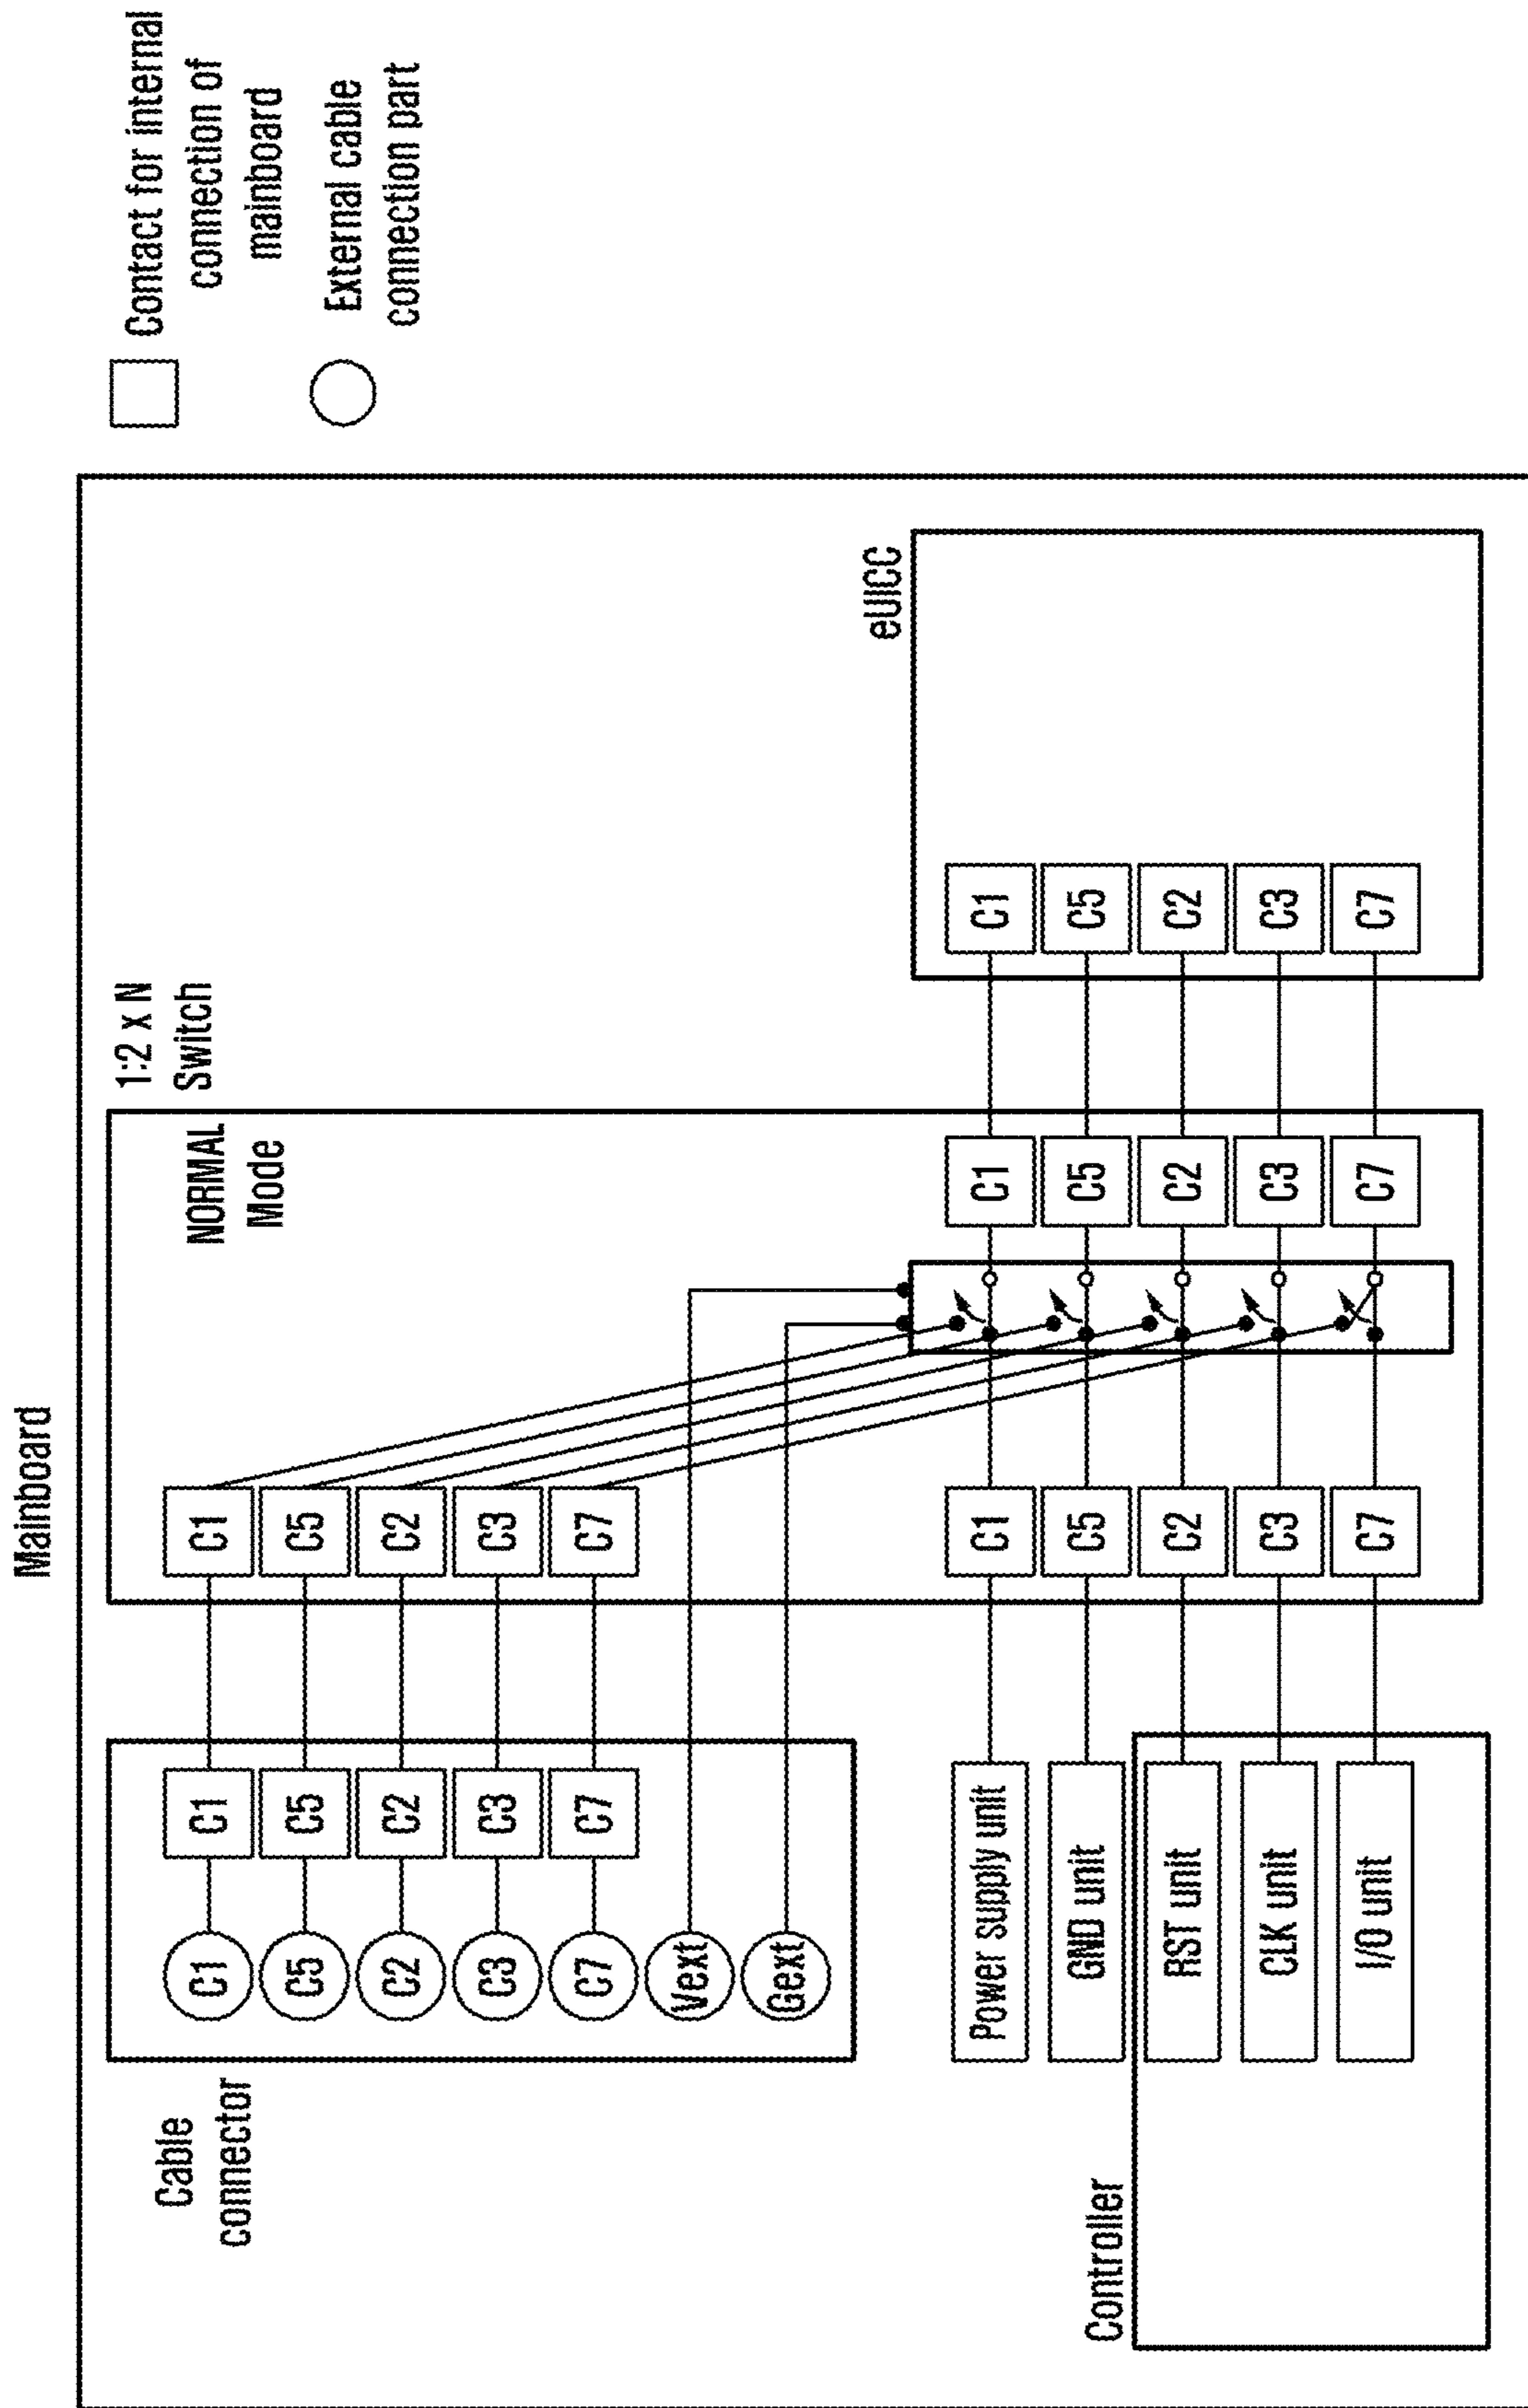 Mainboard
Cable
connector
C1
C5
C2
C3
C7
Vext
Gext
C1
C5
C2
C3
C7
Controller
Power supply unit
GND unit
RST unit
CLK unit
I/O unit
1:2 x N
Switch
NORMAL
Mode
C1
C5
C2
C3
C7
C1
C5
C2
C3
C7
C1
C5
C2
C3
C7
eUICC
C1
C5
C2
C3
C7
Contact for internal
connection of
mainboard
External cable
connection part